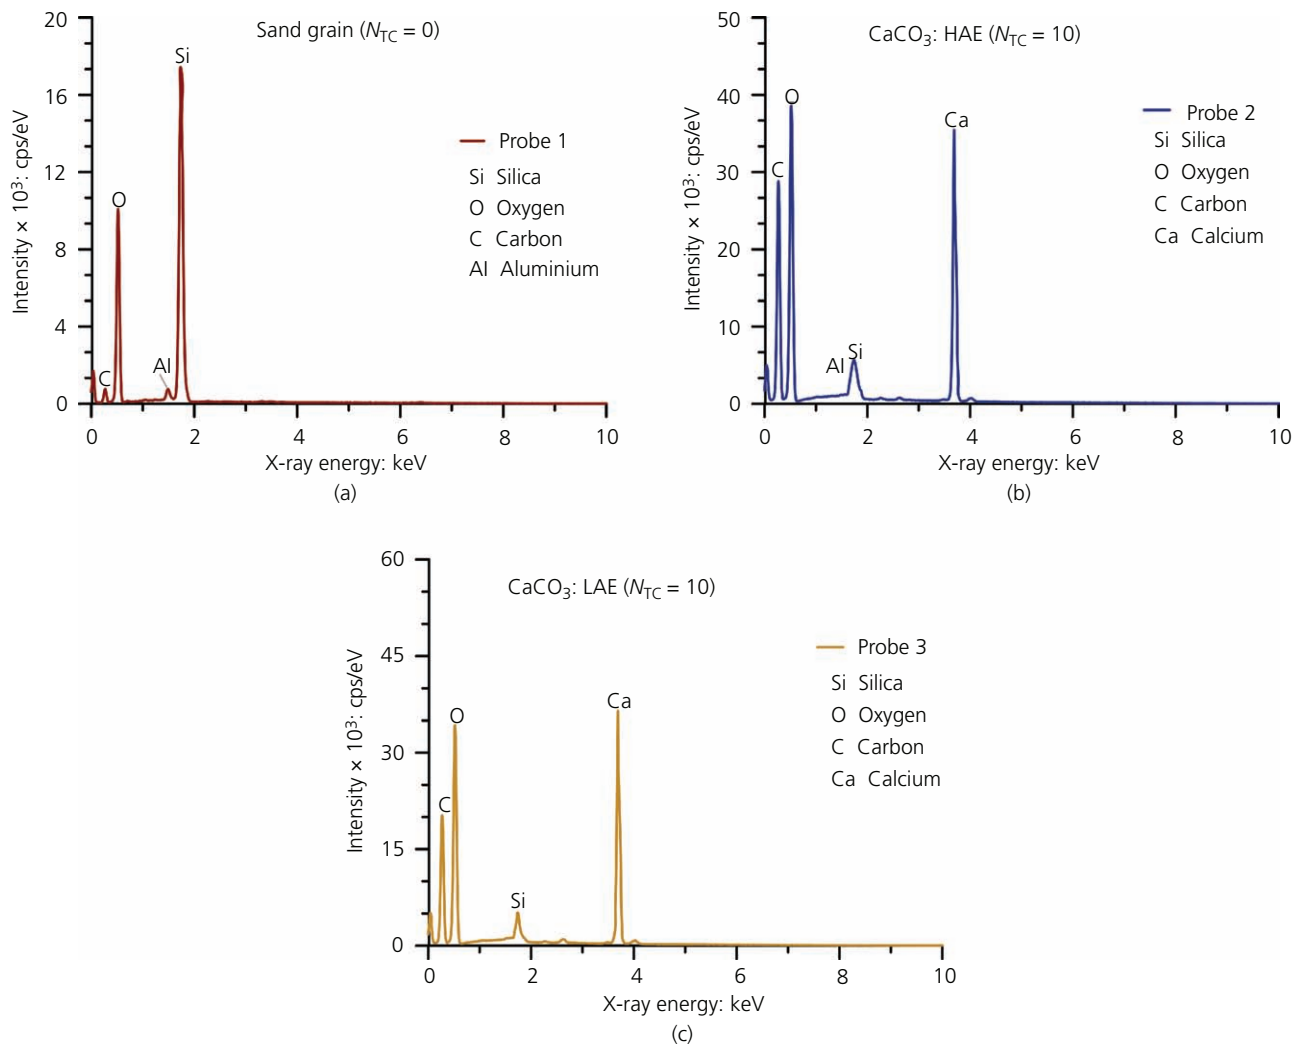 Sand grain (N_TC = 0)
20
16
12
8
4
0
Intensity × 10³: cps/eV
Si
O
C
Al
Probe 1
Si Silica
O Oxygen
C Carbon
Al Aluminium
0 2 4 6 8 10
X-ray energy: keV
(a)
CaCO₃: HAE (N_TC = 10)
50
40
30
20
10
0
Intensity × 10³: cps/eV
O
C
Ca
Al
Si
Probe 2
Si Silica
O Oxygen
C Carbon
Ca Calcium
0 2 4 6 8 10
X-ray energy: keV
(b)
CaCO₃: LAE (N_TC = 10)
60
45
30
15
0
Intensity × 10³: cps/eV
Ca
O
C
Si
Probe 3
Si Silica
O Oxygen
C Carbon
Ca Calcium
0 2 4 6 8 10
X-ray energy: keV
(c)